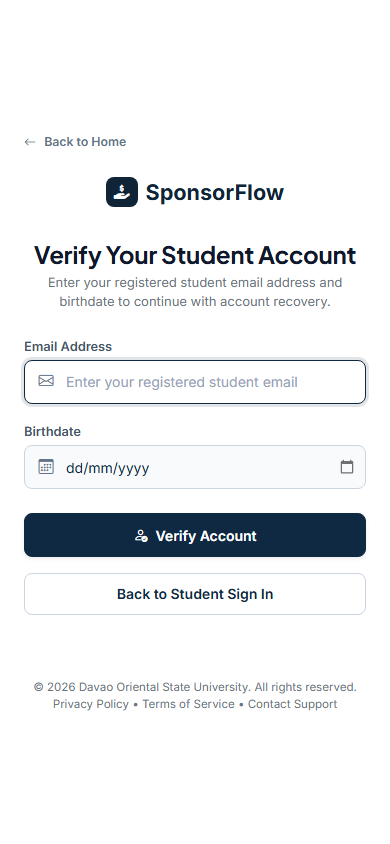 Back to Home
SponsorFlow
Verify Your Student Account
Enter your registered student email address and
birthdate to continue with account recovery.
Email Address
Enter your registered student email
Birthdate
dd/mm/yyyy
Verify Account
Back to Student Sign In
© 2026 Davao Oriental State University. All rights reserved.
Privacy Policy • Terms of Service • Contact Support